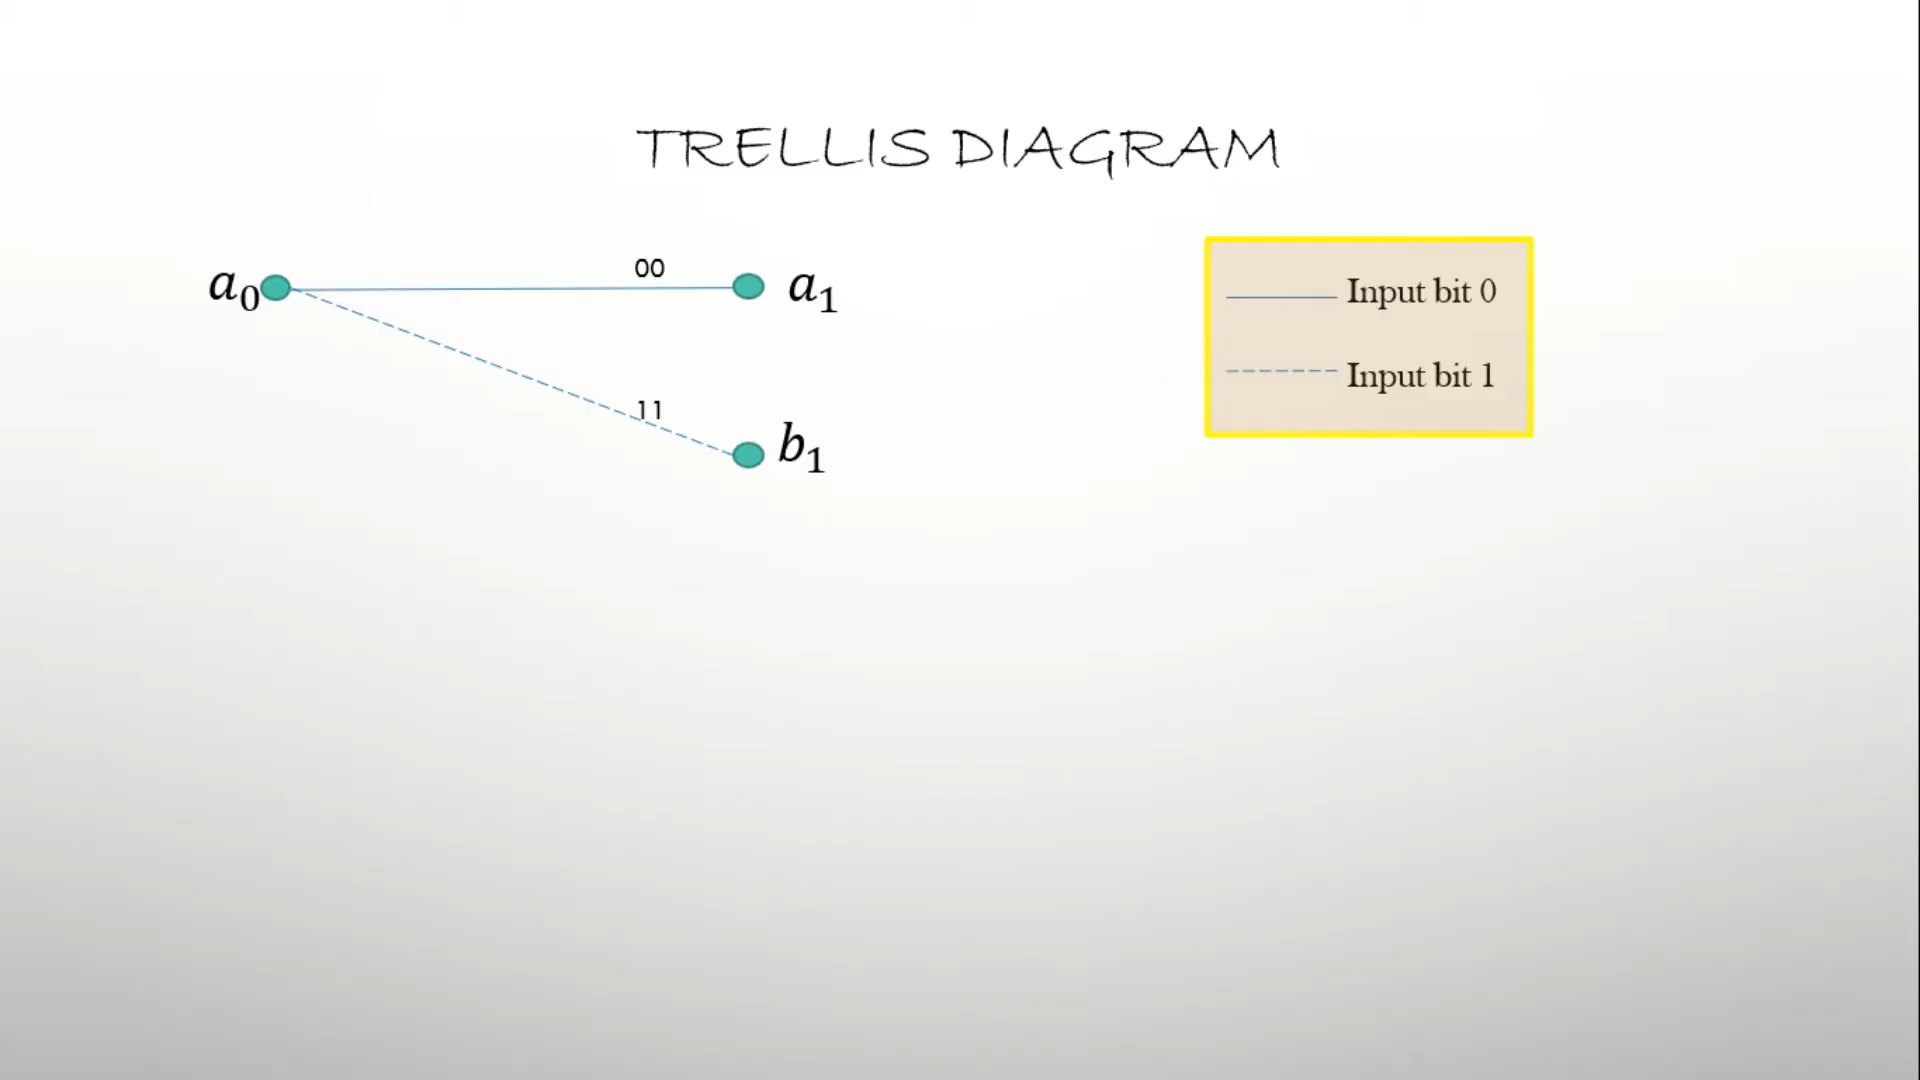 TRELLIS DIAGRAM
a₀
00
a₁
11
b₁
Input bit 0
Input bit 1